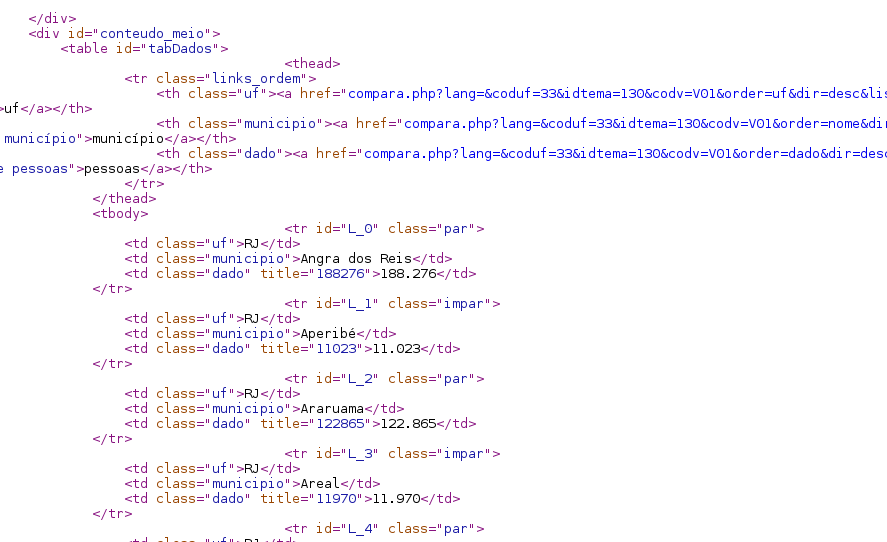 </div>
<div id="conteudo_meio">
<table id="tabDados">
<thead>
<tr class="links_ordem">
<th class="uf"><a href="compara.php?lang=&coduf=33&idtema=130&codv=V01&order=uf&dir=desc&lis
>uf</a></th>
<th class="municipio"><a href="compara.php?lang=&coduf=33&idtema=130&codv=V01&order=nome&dir
município">município</a></th>
<th class="dado"><a href="compara.php?lang=&coduf=33&idtema=130&codv=V01&order=dado&dir=desc
e pessoas">pessoas</a></th>
</tr>
</thead>
<tbody>
<tr id="L_0" class="par">
<td class="uf">RJ</td>
<td class="municipio">Angra dos Reis</td>
<td class="dado" title="188276">188.276</td>
</tr>
<tr id="L_1" class="impar">
<td class="uf">RJ</td>
<td class="municipio">Aperibé</td>
<td class="dado" title="11023">11.023</td>
</tr>
<tr id="L_2" class="par">
<td class="uf">RJ</td>
<td class="municipio">Araruama</td>
<td class="dado" title="122865">122.865</td>
</tr>
<tr id="L_3" class="impar">
<td class="uf">RJ</td>
<td class="municipio">Areal</td>
<td class="dado" title="11970">11.970</td>
</tr>
<tr id="L_4" class="par">
<td class="uf">RJ</td>